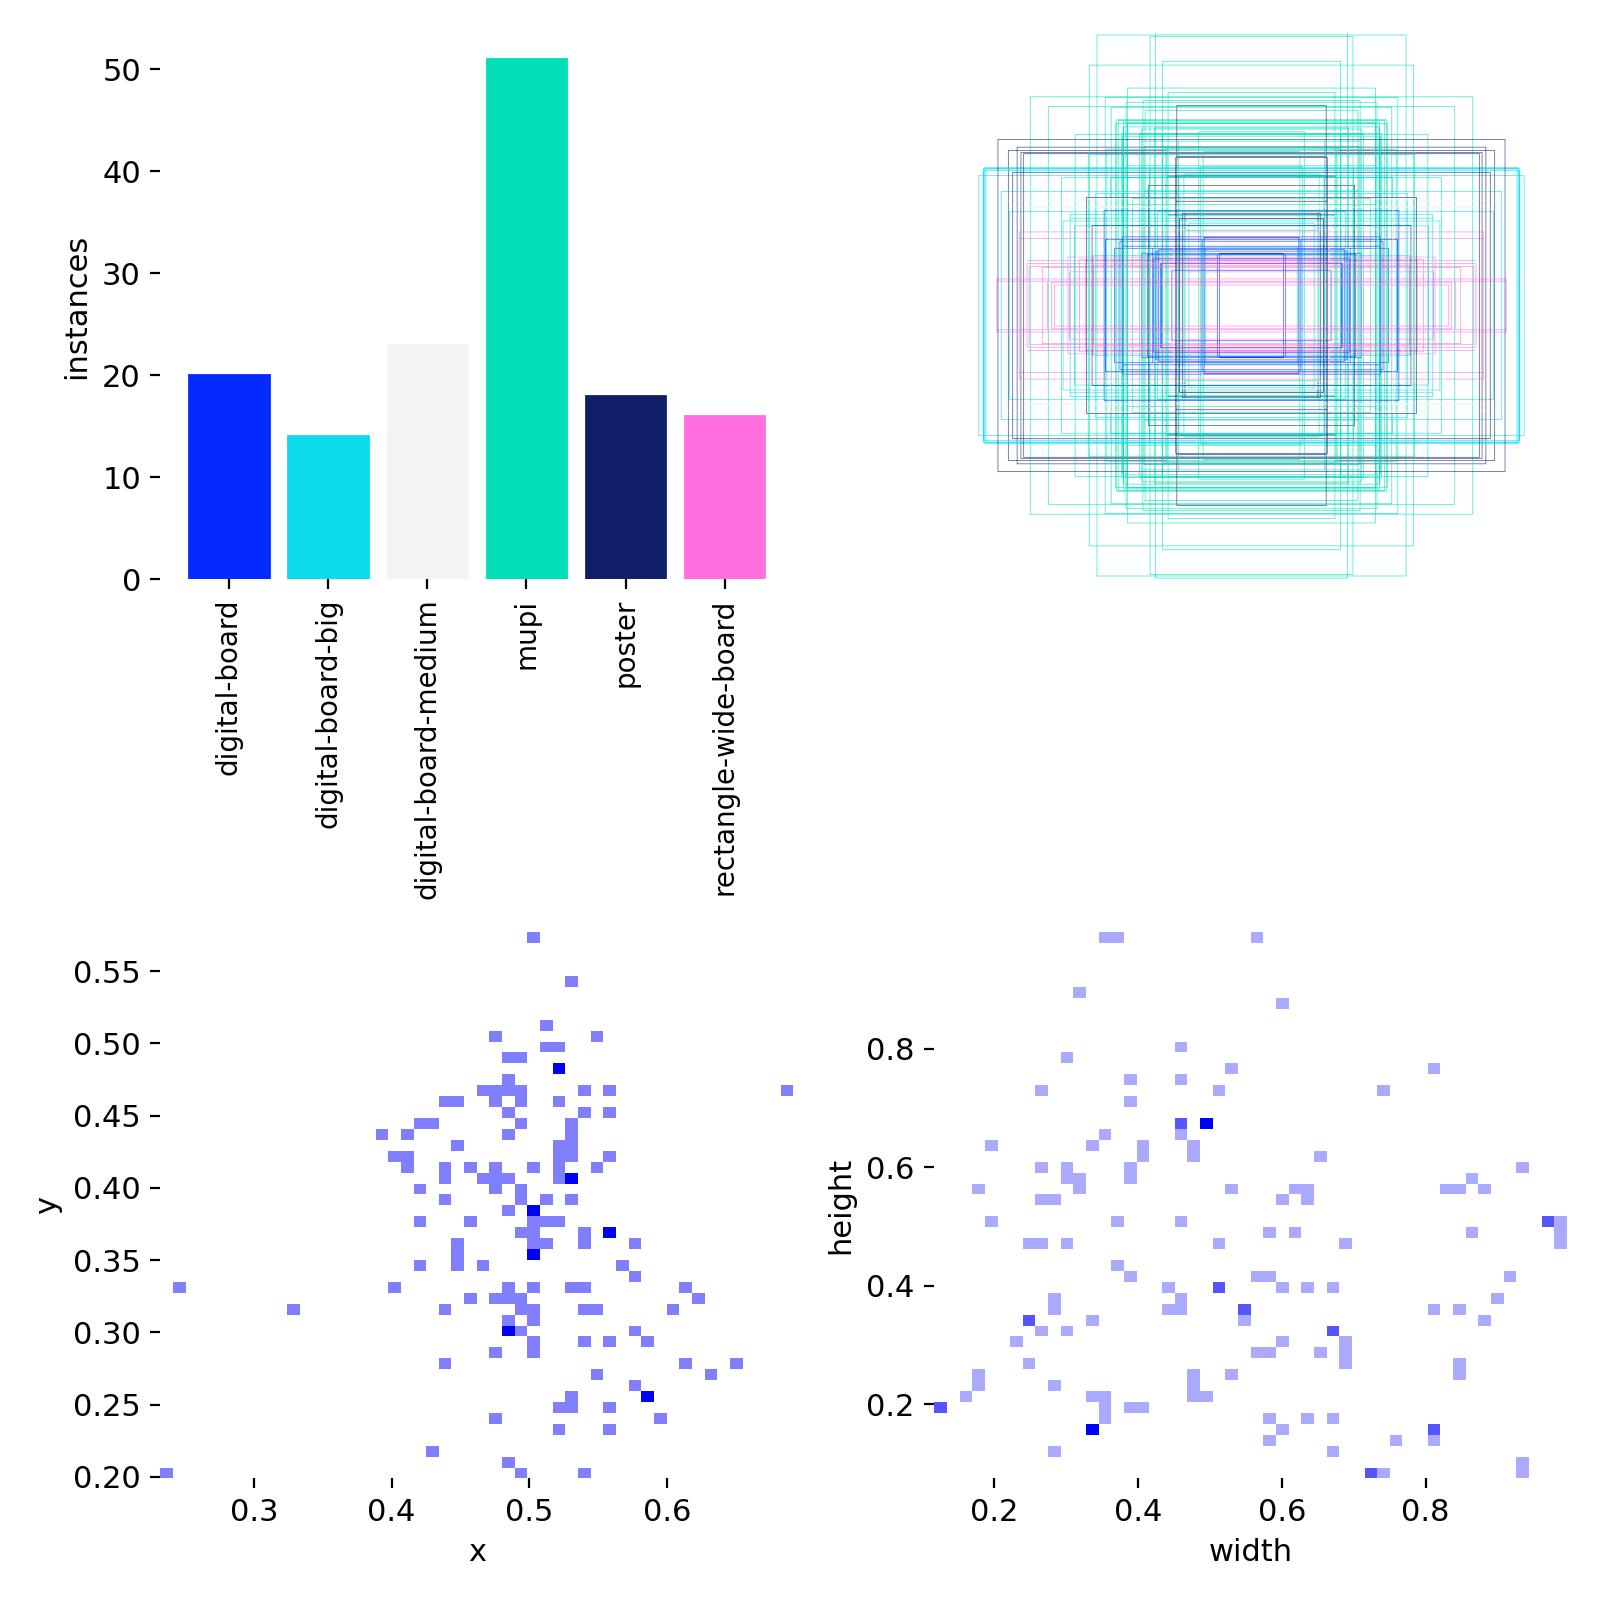 50
40
30
20
10
0
instances
digital-board
digital-board-big
digital-board-medium
mupi
poster
rectangle-wide-board
0.55
0.50
0.45
0.40
0.35
0.30
0.25
0.20
y
0.3 0.4 0.5 0.6
x
0.8
0.6
0.4
0.2
height
0.2 0.4 0.6 0.8
width